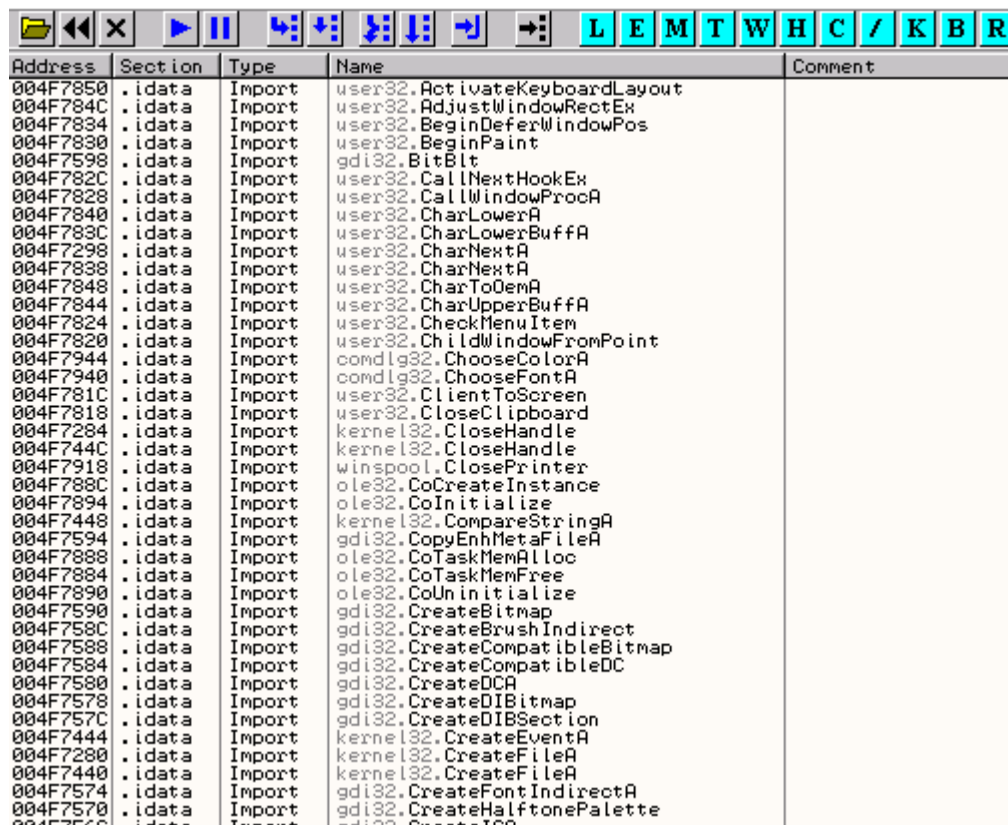 L E M T W H C / K B R
Address Section Type Name Comment
004F7850 .idata Import user32.ActivateKeyboardLayout
004F784C .idata Import user32.AdjustWindowRectEx
004F7834 .idata Import user32.BeginDeferWindowPos
004F7830 .idata Import user32.BeginPaint
004F7598 .idata Import gdi32.BitBlt
004F782C .idata Import user32.CallNextHookEx
004F7828 .idata Import user32.CallWindowProcA
004F7840 .idata Import user32.CharLowerA
004F783C .idata Import user32.CharLowerBuffA
004F7298 .idata Import user32.CharNextA
004F7838 .idata Import user32.CharNextA
004F7848 .idata Import user32.CharToOemA
004F7844 .idata Import user32.CharUpperBuffA
004F7824 .idata Import user32.CheckMenuItem
004F7820 .idata Import user32.ChildWindowFromPoint
004F7944 .idata Import comdlg32.ChooseColorA
004F7940 .idata Import comdlg32.ChooseFontA
004F781C .idata Import user32.ClientToScreen
004F7818 .idata Import user32.CloseClipboard
004F7284 .idata Import kernel32.CloseHandle
004F744C .idata Import kernel32.CloseHandle
004F7918 .idata Import winspool.ClosePrinter
004F788C .idata Import ole32.CoCreateInstance
004F7894 .idata Import ole32.CoInitialize
004F7448 .idata Import kernel32.CompareStringA
004F7594 .idata Import gdi32.CopyEnhMetaFileA
004F7888 .idata Import ole32.CoTaskMemAlloc
004F7884 .idata Import ole32.CoTaskMemFree
004F7890 .idata Import ole32.CoUninitialize
004F7590 .idata Import gdi32.CreateBitmap
004F758C .idata Import gdi32.CreateBrushIndirect
004F7588 .idata Import gdi32.CreateCompatibleBitmap
004F7584 .idata Import gdi32.CreateCompatibleDC
004F7580 .idata Import gdi32.CreateDCA
004F7578 .idata Import gdi32.CreateDIBitmap
004F757C .idata Import gdi32.CreateDIBSection
004F7444 .idata Import kernel32.CreateEventA
004F7280 .idata Import kernel32.CreateFileA
004F7440 .idata Import kernel32.CreateFileA
004F7574 .idata Import gdi32.CreateFontIndirectA
004F7570 .idata Import gdi32.CreateHalftonePalette